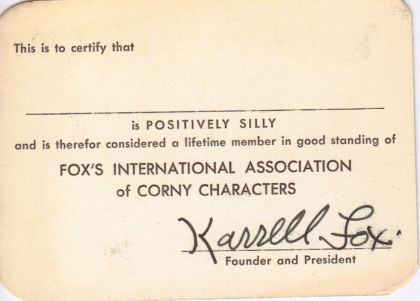 This is to certify that
is POSITIVELY SILLY
and is therefor considered a lifetime member in good standing of
FOX'S INTERNATIONAL ASSOCIATION
of CORNY CHARACTERS
Karrell Fox.
Founder and President